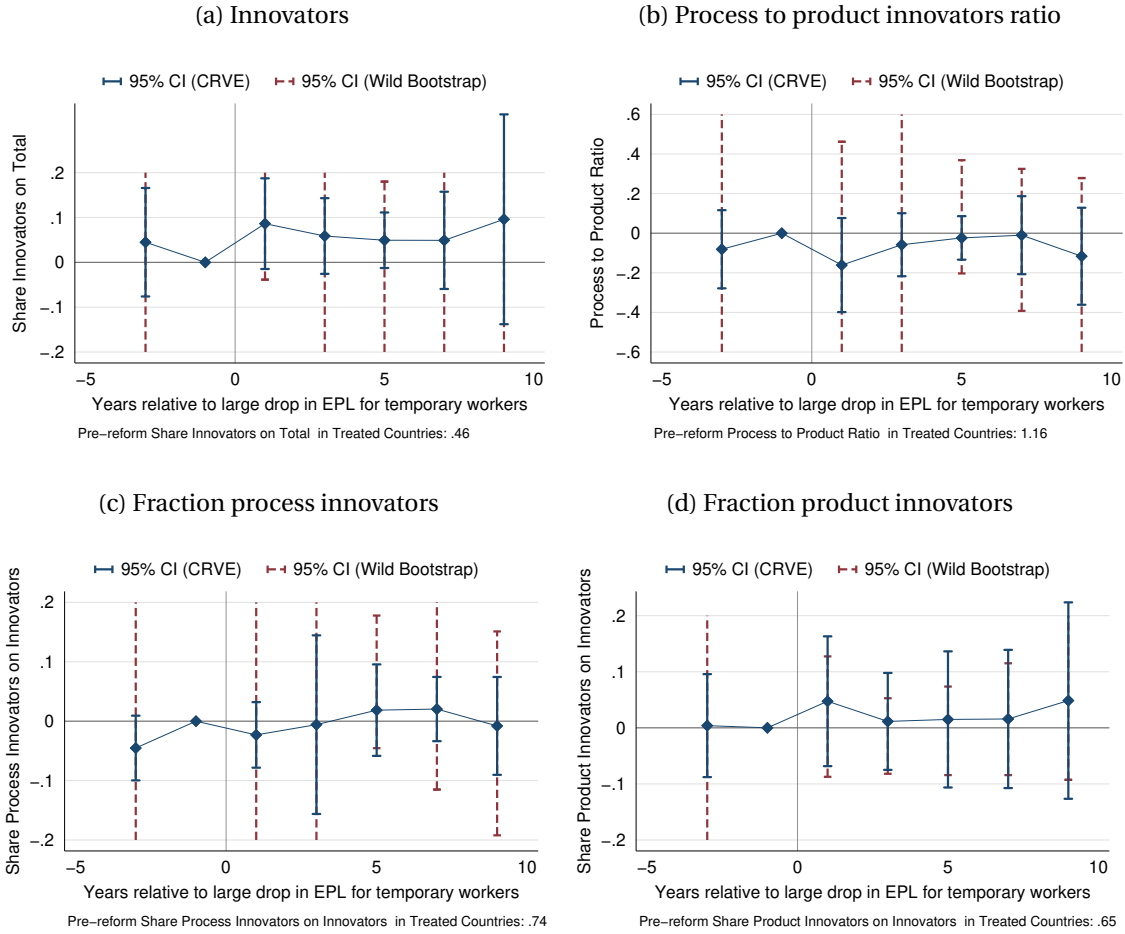 (a) Innovators
95% CI (CRVE) 95% CI (Wild Bootstrap)
Share Innovators on Total
.2
.1
0
−.1
−.2
−5 0 5 10
Years relative to large drop in EPL for temporary workers
Pre−reform Share Innovators on Total in Treated Countries: .46
(b) Process to product innovators ratio
95% CI (CRVE) 95% CI (Wild Bootstrap)
Process to Product Ratio
.6
.4
.2
0
−.2
−.4
−.6
−5 0 5 10
Years relative to large drop in EPL for temporary workers
Pre−reform Process to Product Ratio in Treated Countries: 1.16
(c) Fraction process innovators
95% CI (CRVE) 95% CI (Wild Bootstrap)
Share Process Innovators on Innovators
.2
.1
0
−.1
−.2
−5 0 5 10
Years relative to large drop in EPL for temporary workers
Pre−reform Share Process Innovators on Innovators in Treated Countries: .74
(d) Fraction product innovators
95% CI (CRVE) 95% CI (Wild Bootstrap)
Share Product Innovators on Innovators
.2
.1
0
−.1
−.2
−5 0 5 10
Years relative to large drop in EPL for temporary workers
Pre−reform Share Product Innovators on Innovators in Treated Countries: .65